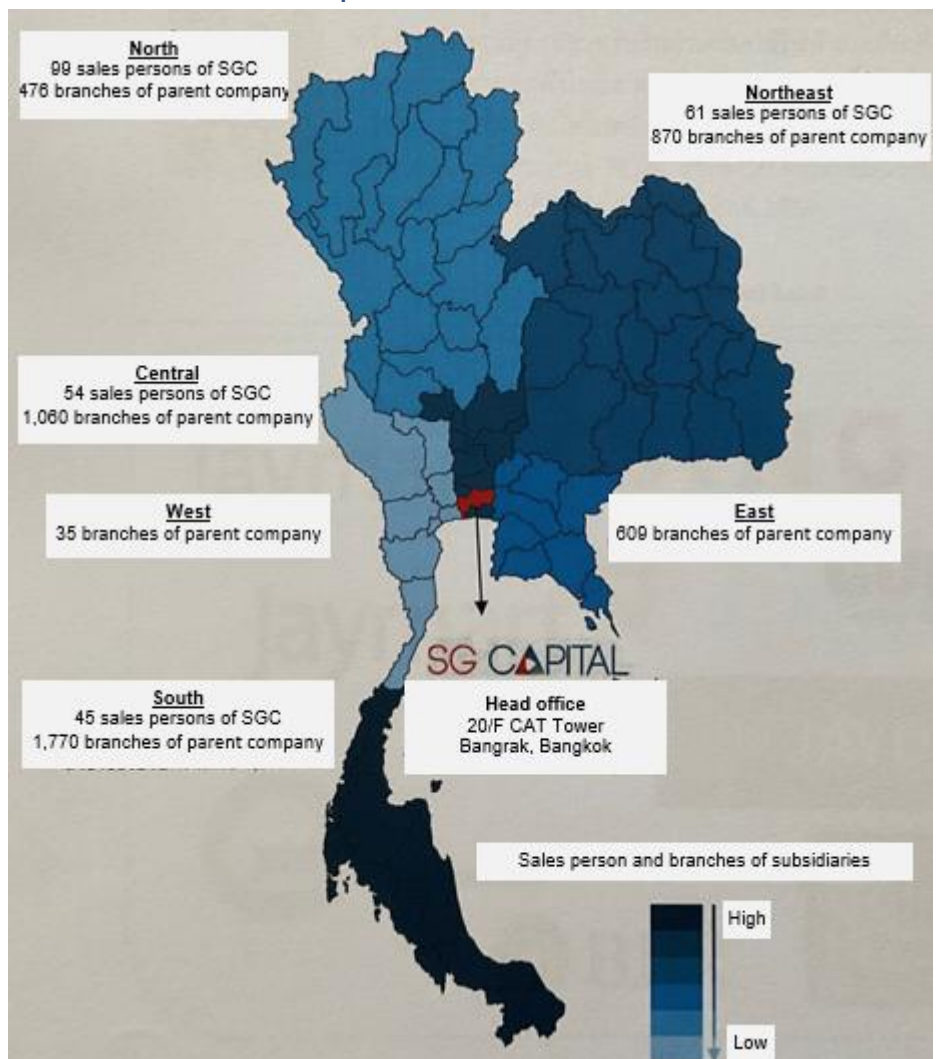 North
99 sales persons of SGC
476 branches of parent company
Northeast
61 sales persons of SGC
870 branches of parent company
Central
54 sales persons of SGC
1,060 branches of parent company
West
35 branches of parent company
East
609 branches of parent company
SG CAPITAL
South
45 sales persons of SGC
1,770 branches of parent company
Head office
20/F CAT Tower
Bangrak, Bangkok
Sales person and branches of subsidiaries
High
Low